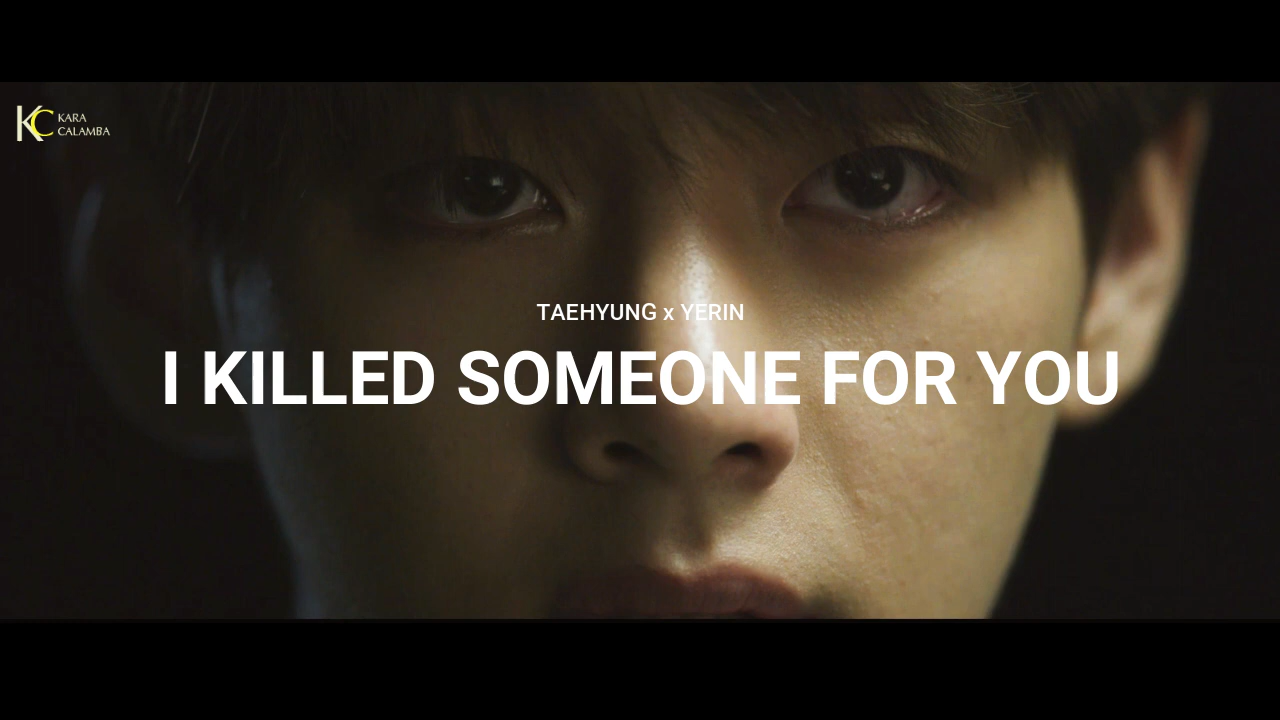 KC KARA
CALAMBA
TAEHYUNG x YERIN
I KILLED SOMEONE FOR YOU